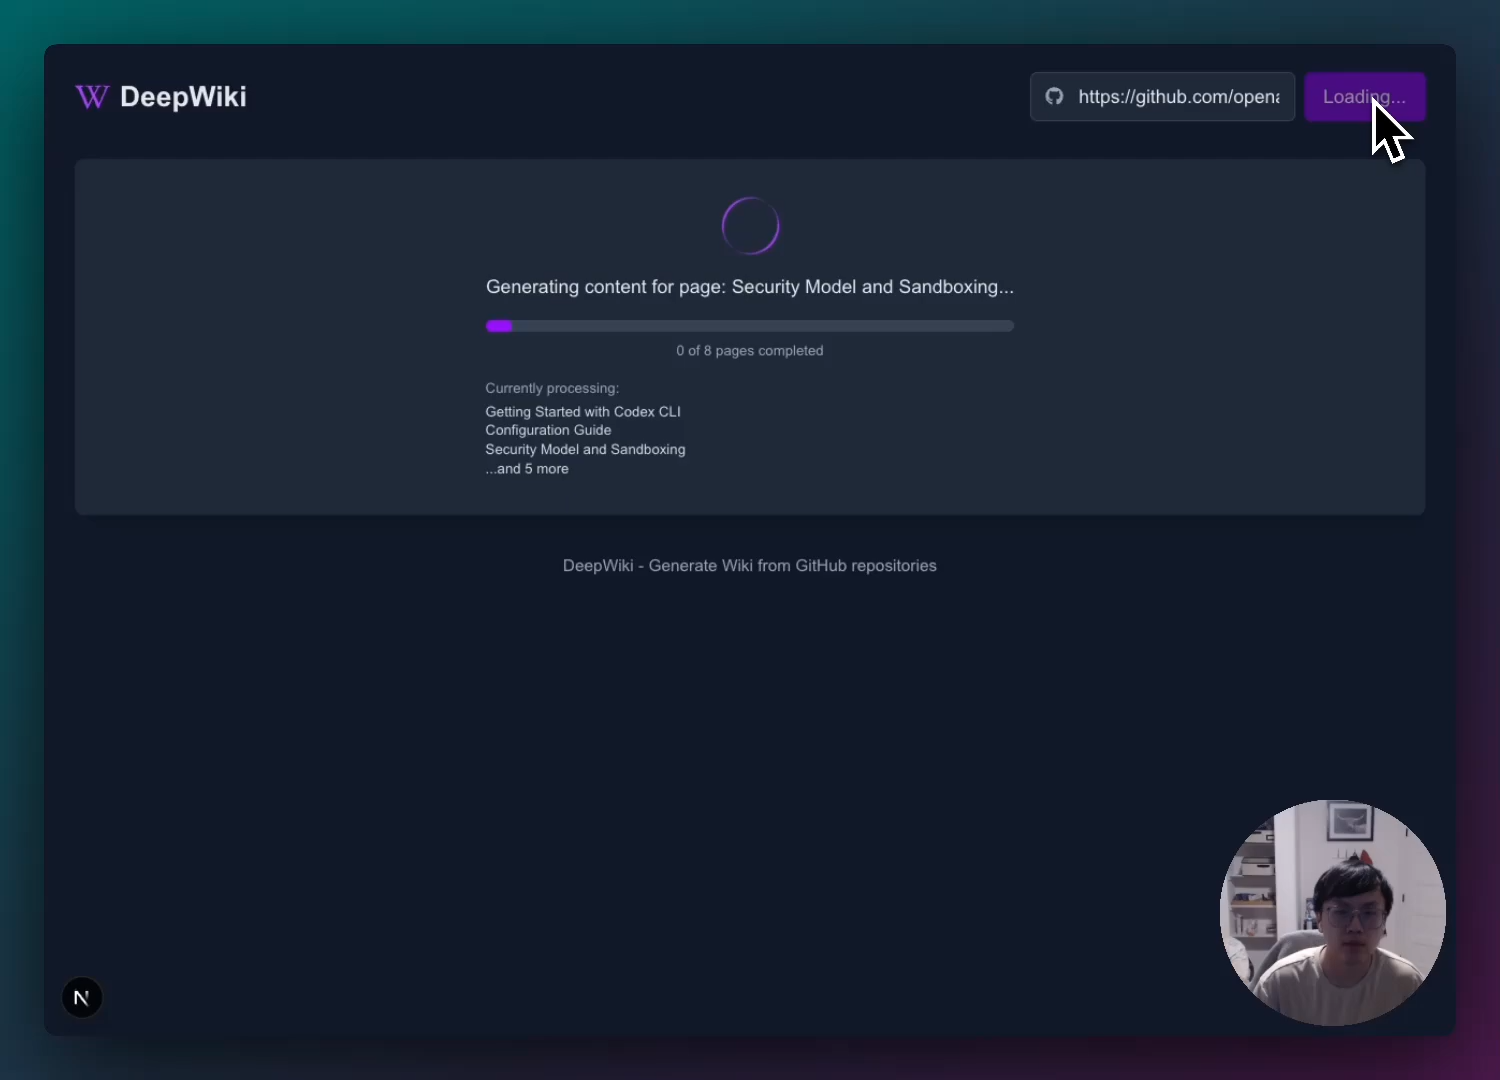 W DeepWiki
https://github.com/opena
Loading...
Generating content for page: Security Model and Sandboxing...
0 of 8 pages completed
Currently processing:
Getting Started with Codex CLI
Configuration Guide
Security Model and Sandboxing
...and 5 more
DeepWiki - Generate Wiki from GitHub repositories
N